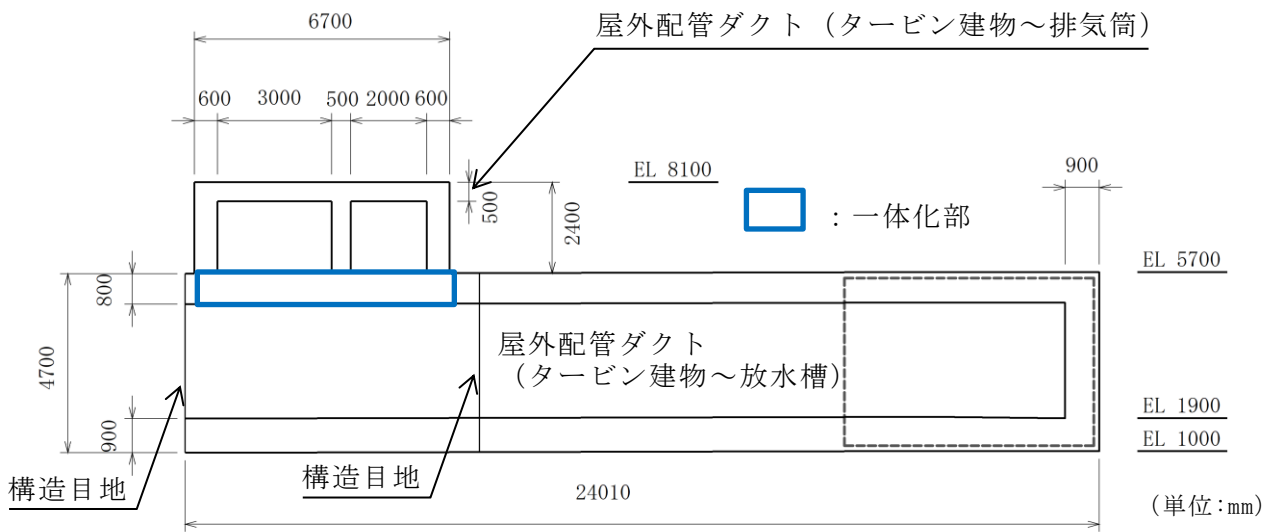 6700
屋外配管ダクト（タービン建物～排気筒）
600
3000
500
2000
600
EL 8100
900
500
2400
：一体化部
EL 5700
800
4700
屋外配管ダクト
（タービン建物～放水槽）
EL 1900
900
EL 1000
構造目地
構造目地
24010
（単位：mm）